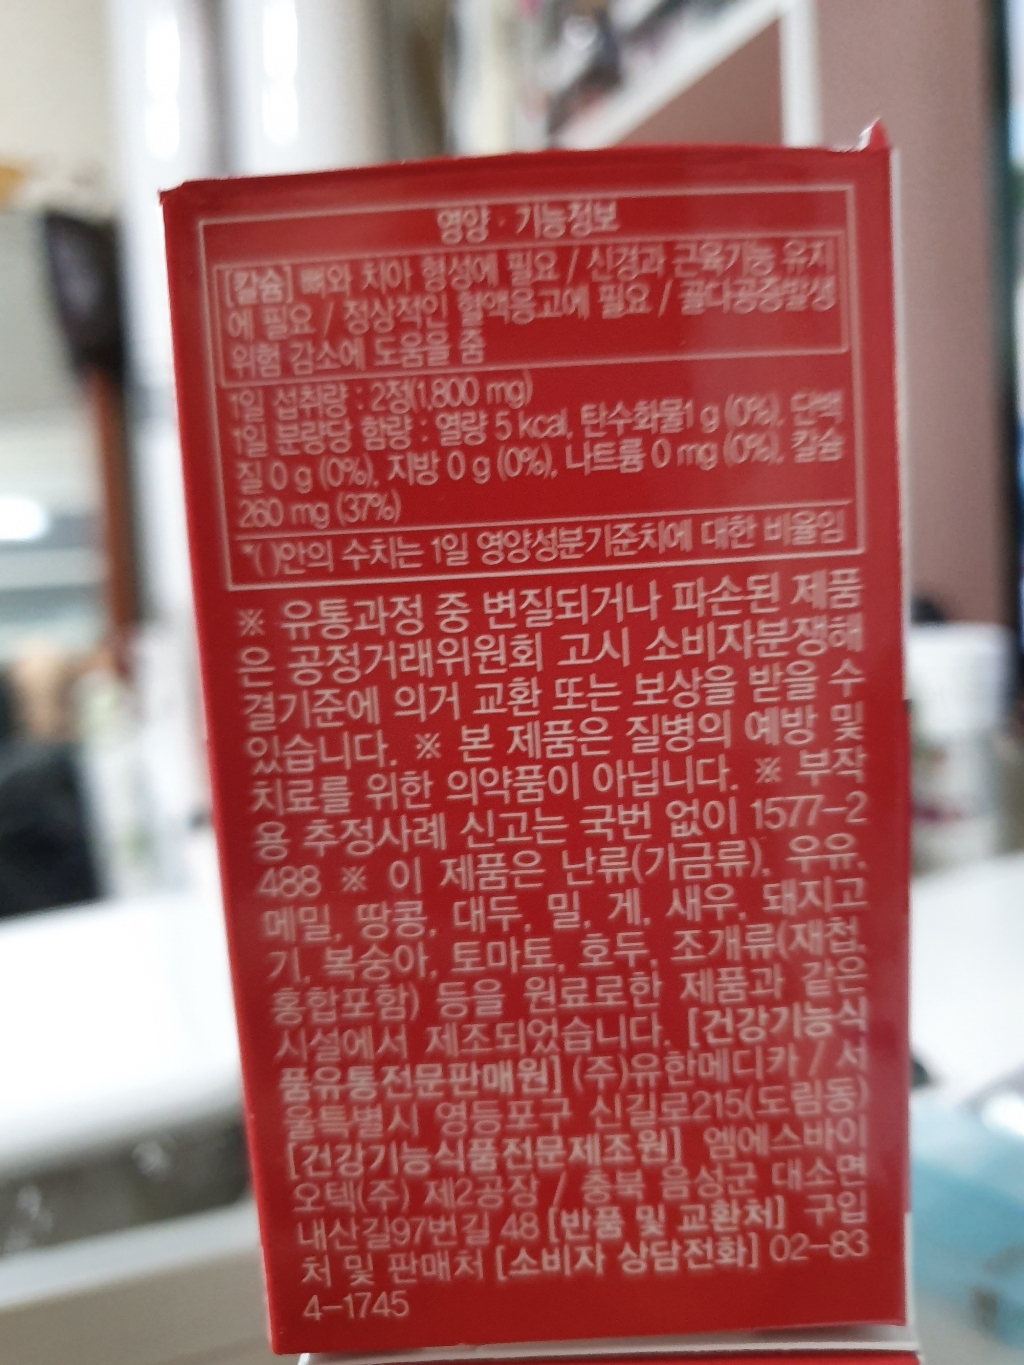 영양·기능정보
[칼슘] 뼈와 치아 형성에 필요 / 신경과 근육기능 유지
에 필요 / 정상적인 혈액응고에 필요 / 골다공증발생
위험 감소에 도움을 줌
1일 섭취량 : 2정(1,800 mg)
1일 분량당 함량 : 열량 5 kcal, 탄수화물1 g (0%), 단백
질 0 g (0%), 지방 0 g (0%), 나트륨 0 mg (0%), 칼슘
260 mg (37%)
*( )안의 수치는 1일 영양성분기준치에 대한 비율임
※ 유통과정 중 변질되거나 파손된 제품
은 공정거래위원회 고시 소비자분쟁해
결기준에 의거 교환 또는 보상을 받을 수
있습니다. ※ 본 제품은 질병의 예방 및
치료를 위한 의약품이 아닙니다. ※ 부작
용 추정사례 신고는 국번 없이 1577-2
488 ※ 이 제품은 난류(가금류), 우유,
메밀, 땅콩, 대두, 밀, 게, 새우, 돼지고
기, 복숭아, 토마토, 호두, 조개류(재첩,
홍합포함) 등을 원료로한 제품과 같은
시설에서 제조되었습니다. [건강기능식
품유통전문판매원] (주)유한메디카 / 서
울특별시 영등포구 신길로215(도림동)
[건강기능식품전문제조원] 엠에스바이
오텍(주) 제2공장 / 충북 음성군 대소면
내산길97번길 48 [반품 및 교환처] 구입
처 및 판매처 [소비자 상담전화] 02-83
4-1745